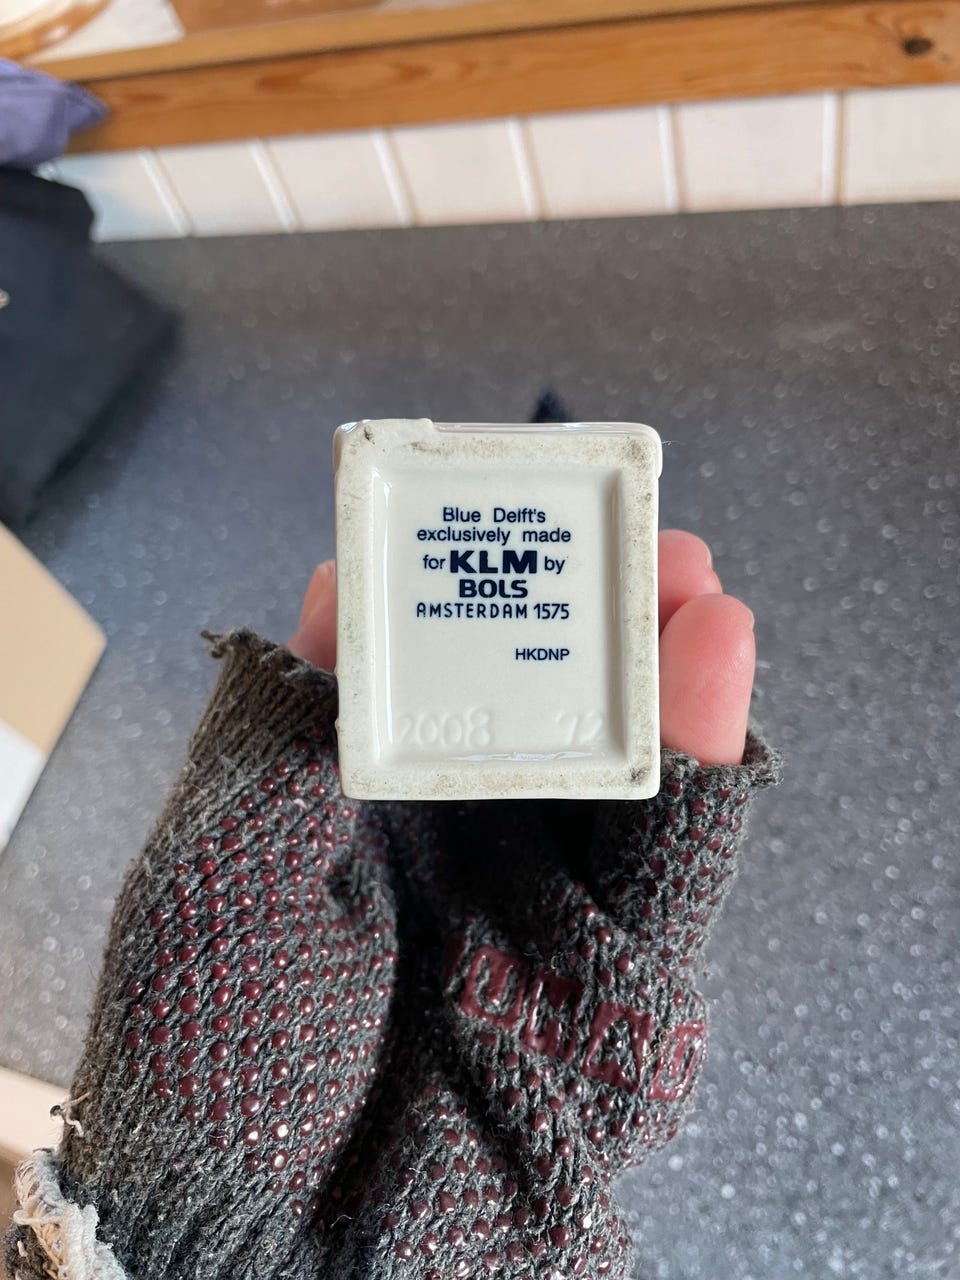 Blue Delft's
exclusively made
for KLM by
BOLS
AMSTERDAM 1575
HKDNP
2008 72